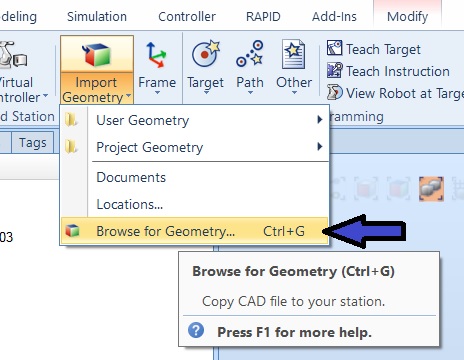 deling Simulation Controller RAPID Add-Ins Modify
Virtual Controller Import Geometry Frame Target Path Other Teach Target
Teach Instruction
View Robot at Targe
d Station ramming
Tags
User Geometry
Project Geometry
Documents
Locations...
Browse for Geometry... Ctrl+G
03
Browse for Geometry (Ctrl+G)
Copy CAD file to your station.
Press F1 for more help.